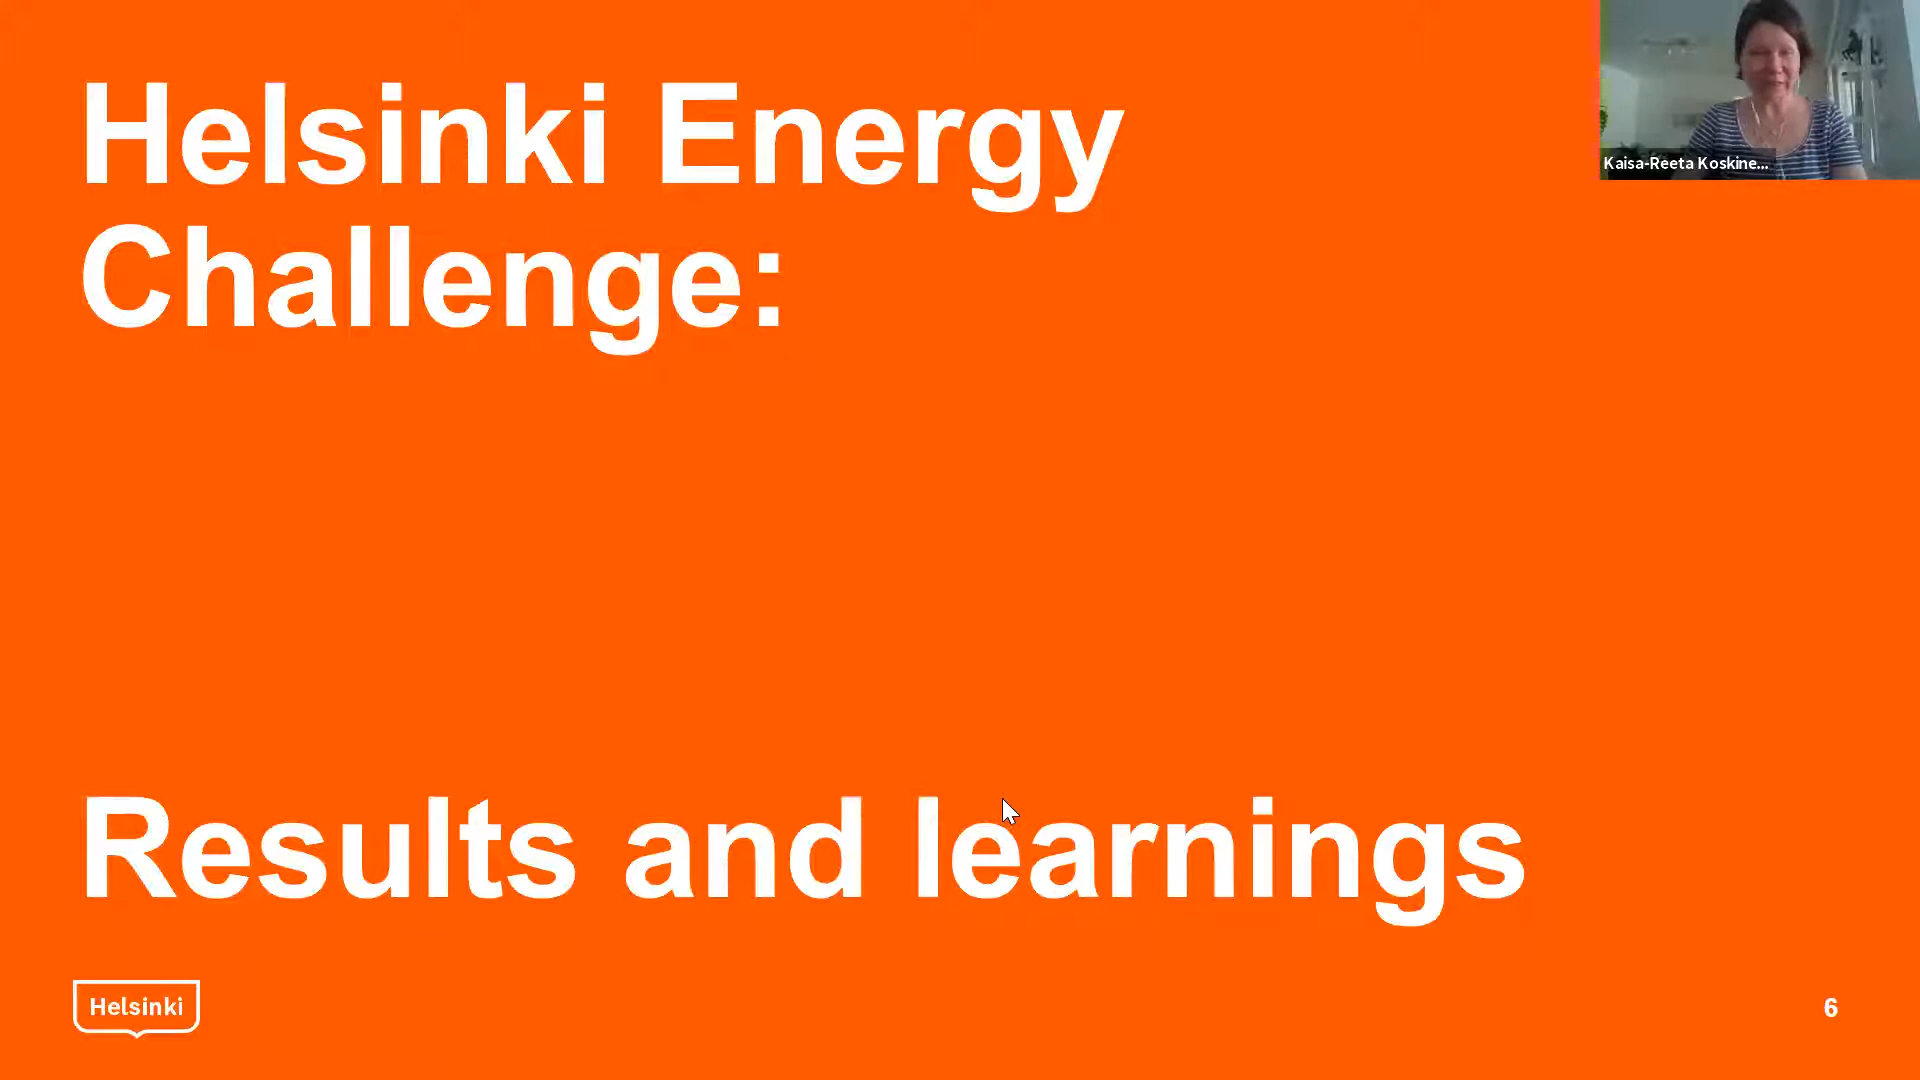 Helsinki Energy
Challenge:
Kaisa-Reeta Koskine...
Results and learnings
Helsinki
6